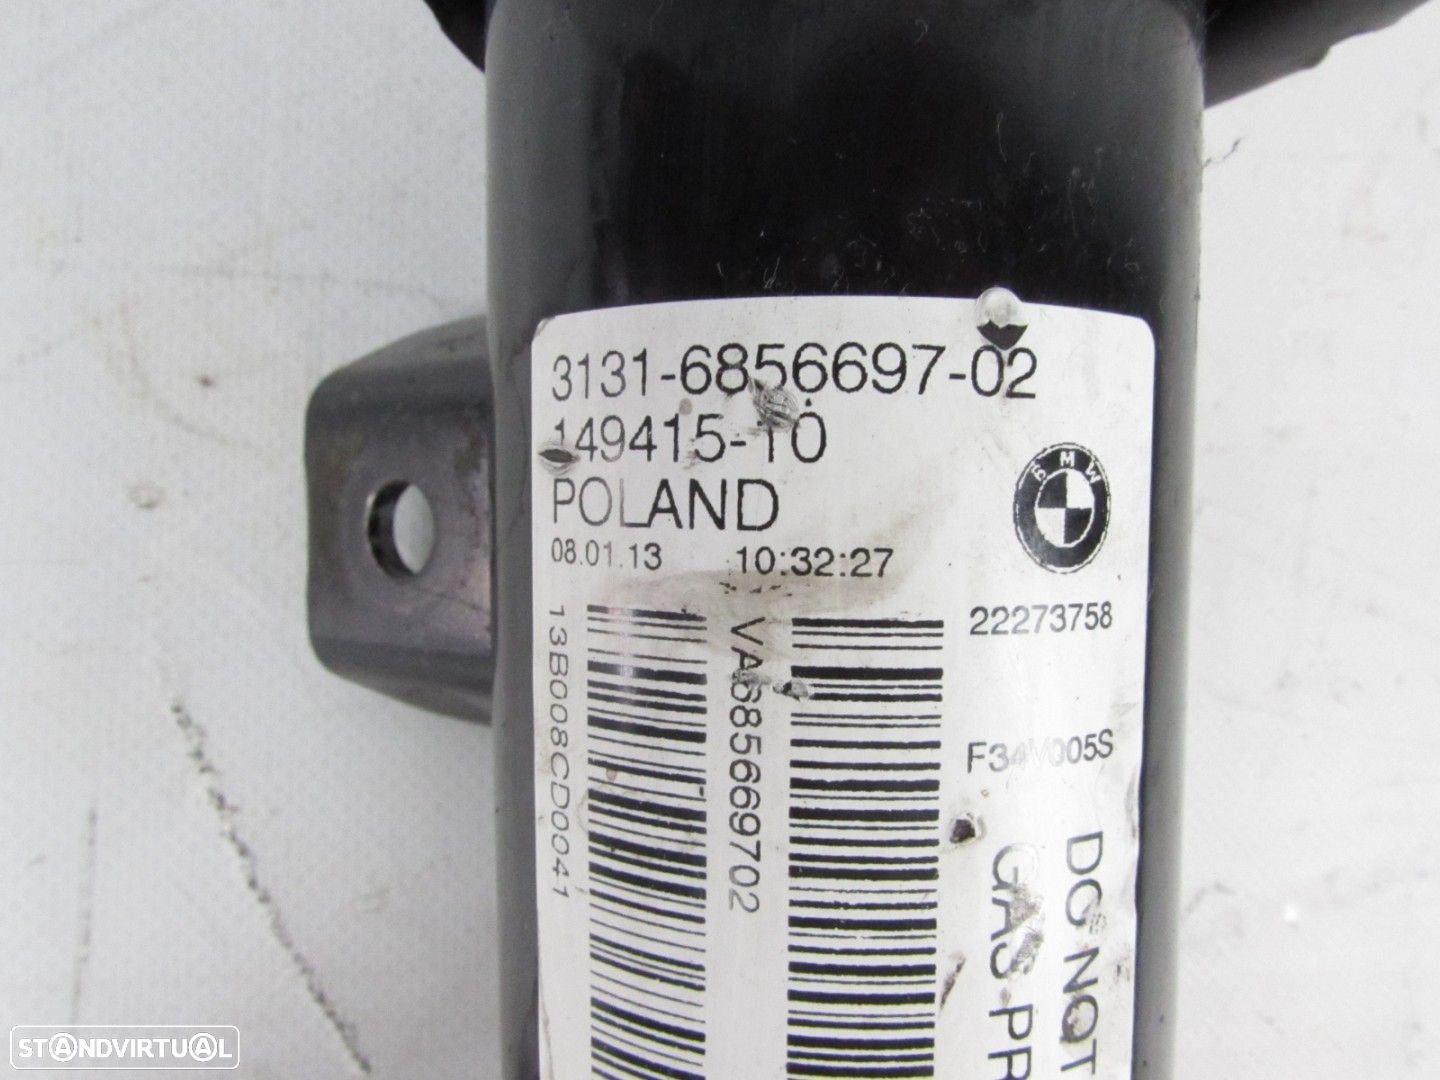 3131-6856697-02
149415-10
POLAND
08.01.13 10:32:27
BMW
22273758
13B008CD0041
VA685669702
F34V005S
DO NOT
GAS PR
STANDVIRTUAL